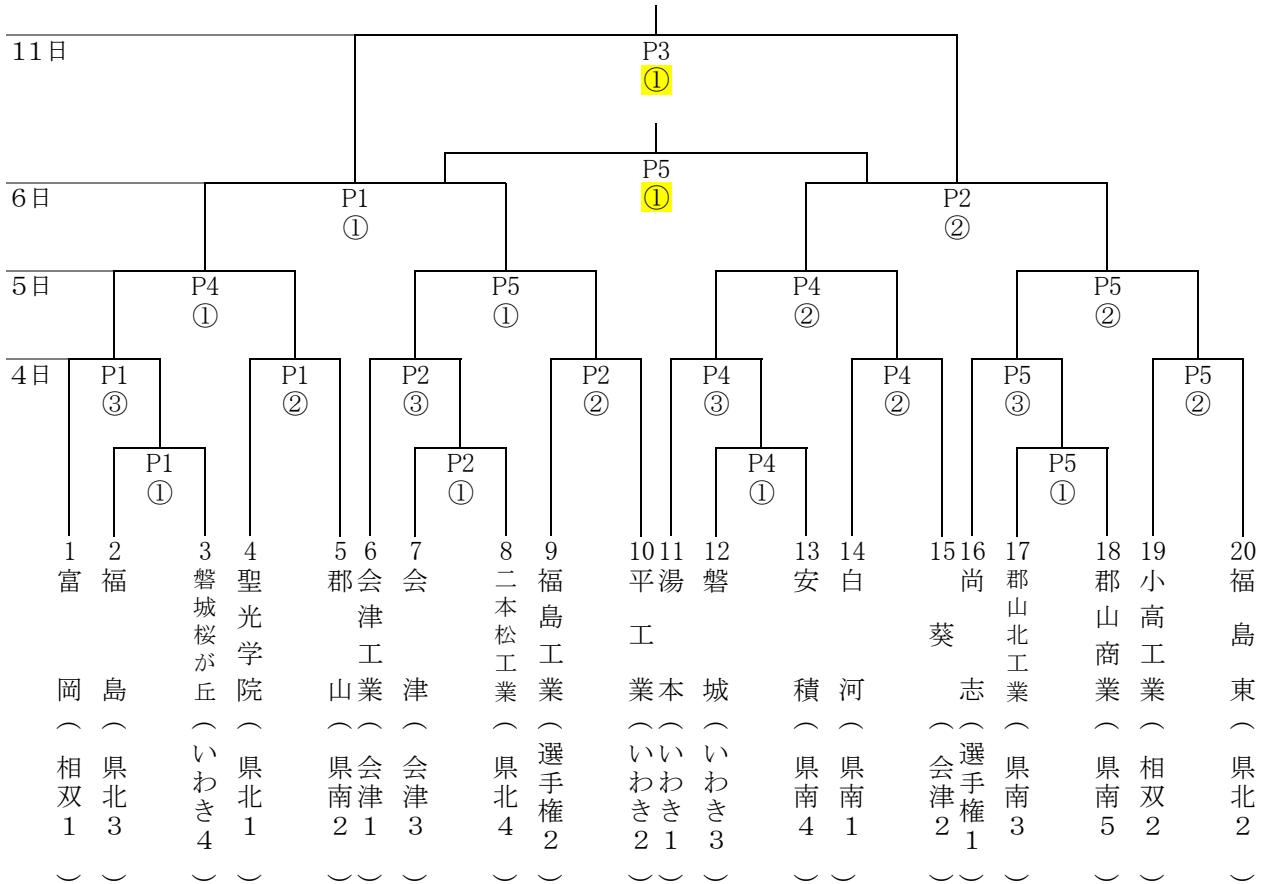 11日
P3
①
P5
①
6日
P1
①
P2
②
5日
P4
①
P5
①
P4
②
P5
②
4日
P1
③
P1
②
P2
③
P2
②
P4
③
P4
②
P5
③
P5
②
P1
①
P2
①
P4
①
P5
①
1 富岡(相双1)
2 福島(県北3)
3 磐城桜が丘(いわき4)
4 聖光学院(県北1)
5 郡山(県南2)
6 会津工業(会津1)
7 会津(会津3)
8 二本松工業(県北4)
9 福島工業(選手権2)
10 平工業(いわき2)
11 湯本(いわき1)
12 磐城(いわき3)
13 安積(県南4)
14 白河(県南1)
15 葵(会津2)
16 尚志(選手権1)
17 郡山北工業(県南3)
18 郡山商業(県南5)
19 小高工業(相双2)
20 福島東(県北2)